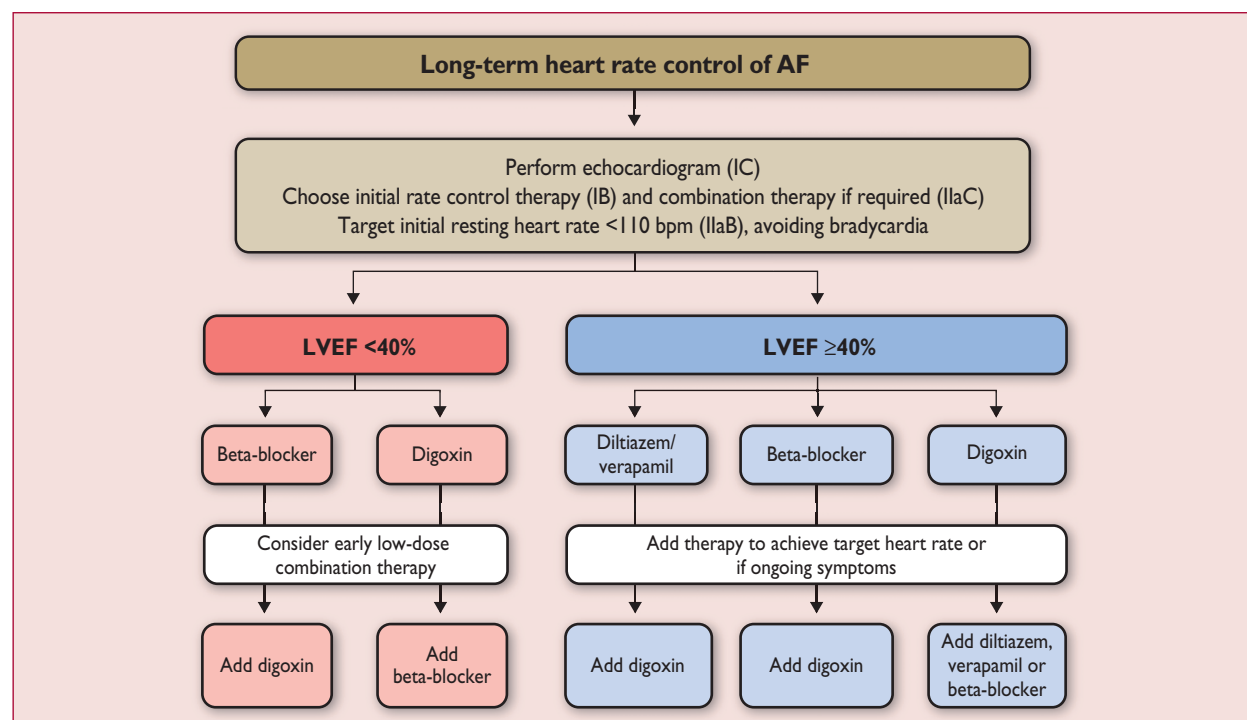 Long-term heart rate control of AF
Perform echocardiogram (IC)
Choose initial rate control therapy (IB) and combination therapy if required (IIaC)
Target initial resting heart rate <110 bpm (IIaB), avoiding bradycardia
LVEF <40%
LVEF ≥40%
Beta-blocker
Digoxin
Diltiazem/
verapamil
Beta-blocker
Digoxin
Consider early low-dose
combination therapy
Add therapy to achieve target heart rate or
if ongoing symptoms
Add digoxin
Add
beta-blocker
Add digoxin
Add digoxin
Add diltiazem,
verapamil or
beta-blocker